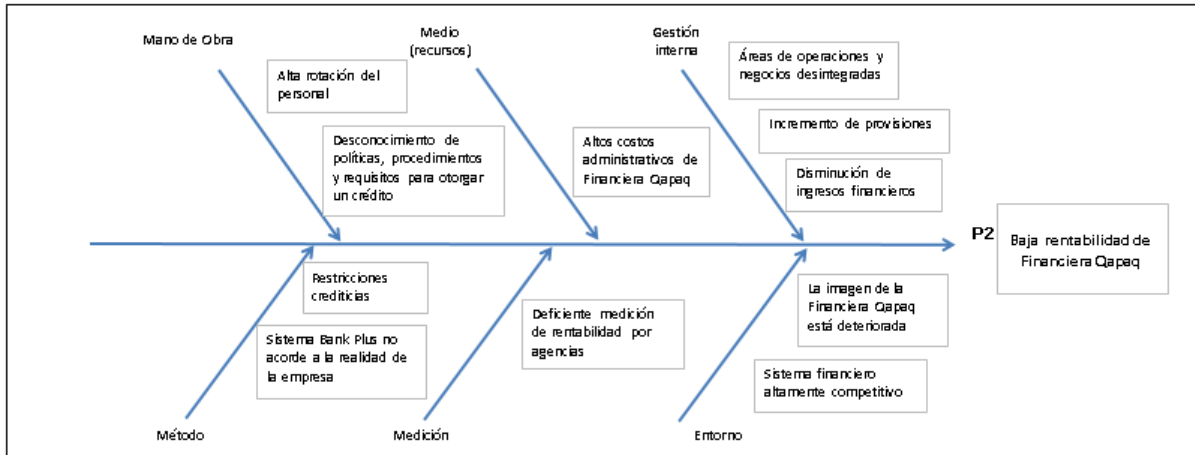 Mano de Obra
Medio
(recursos)
Gestión
interna
Alta rotación del
personal
Desconocimiento de
políticas, procedimientos
y requisitos para otorgar
un crédito
Altos costos
administrativos de
Financiera Qapaq
Áreas de operaciones y
negocios desintegradas
Incremento de provisiones
Disminución de
ingresos financieros
P2
Baja rentabilidad de
Financiera Qapaq
Restricciones
crediticias
Sistema Bank Plus no
acorde a la realidad de
la empresa
Deficiente medición
de rentabilidad por
agencias
La imagen de la
Financiera Qapaq
está deteriorada
Sistema financiero
altamente competitivo
Método
Medición
Entorno